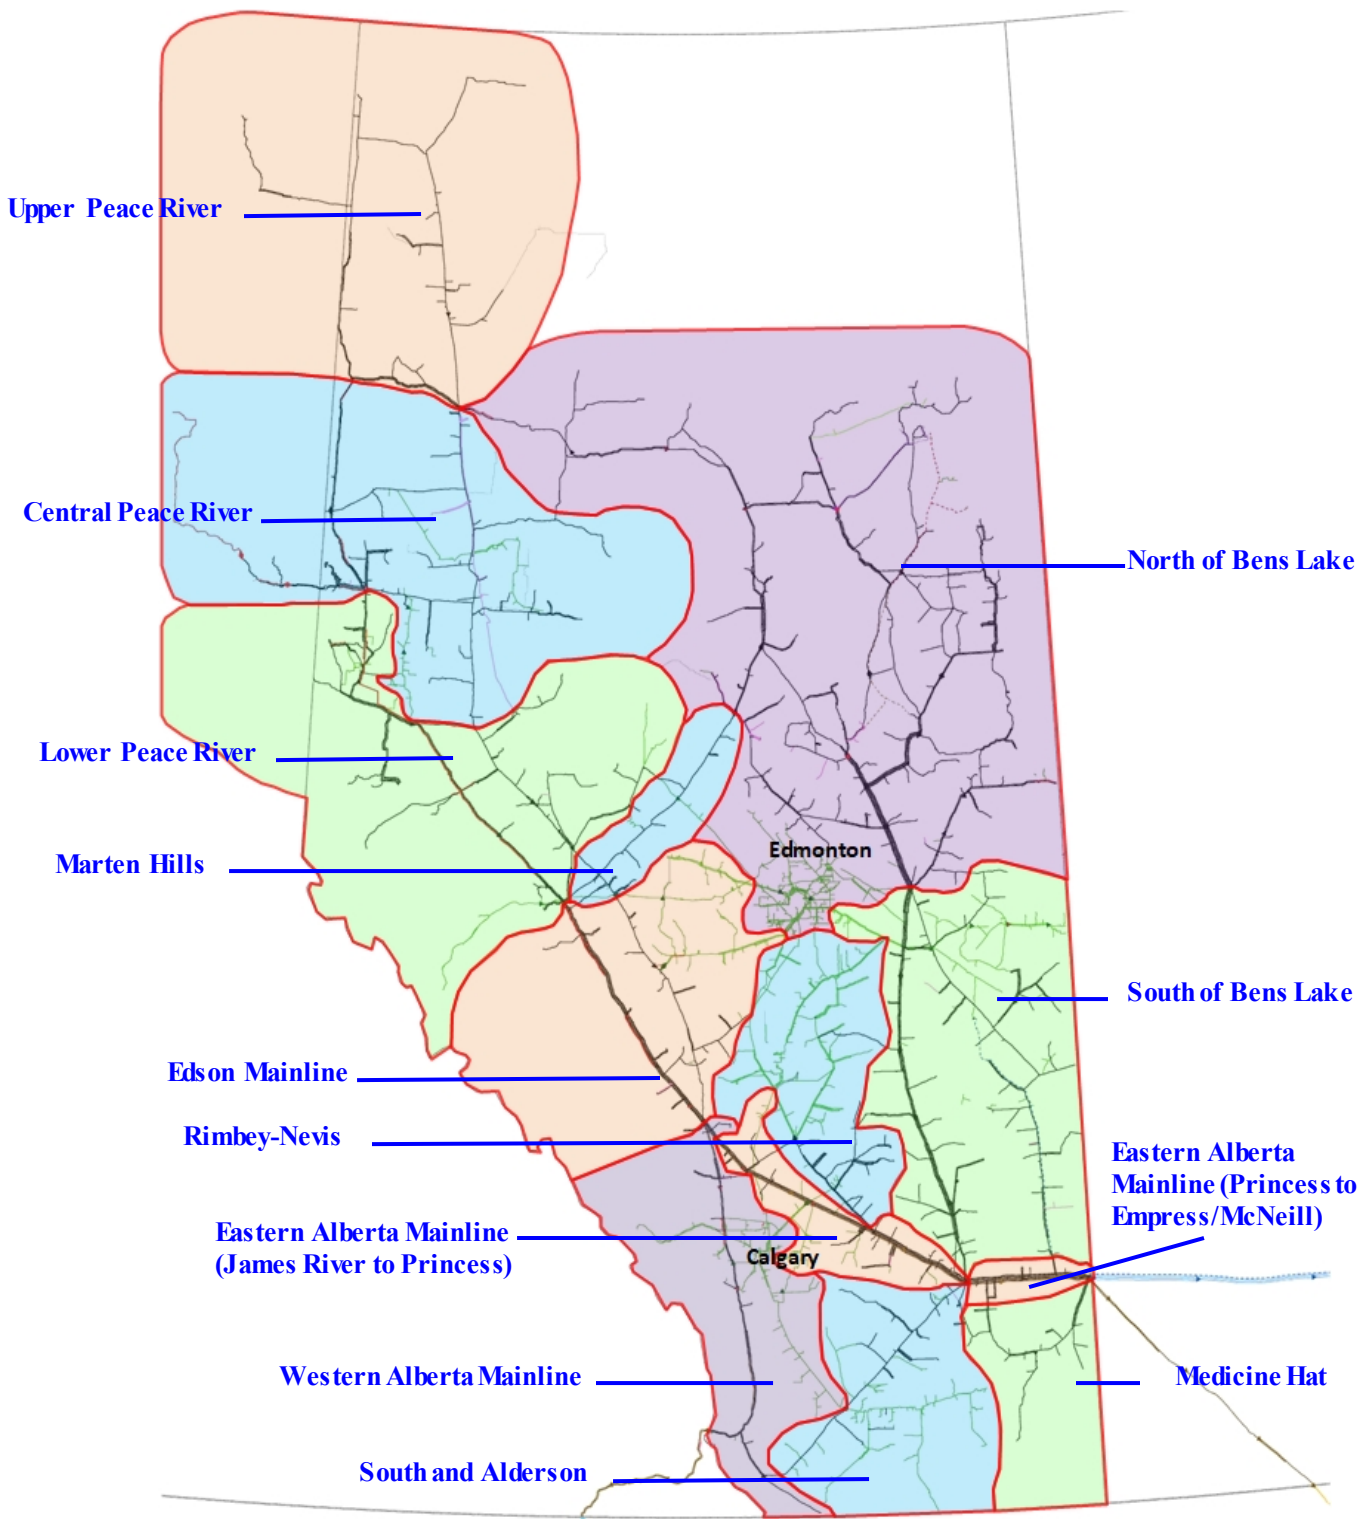 Upper Peace River
Central Peace River
North of Bens Lake
Lower Peace River
Edmonton
Marten Hills
South of Bens Lake
Edson Mainline
Rimbey-Nevis
Eastern Alberta
Mainline (Princess to
Empress/McNeill)
Eastern Alberta Mainline
(James River to Princess)
Calgary
Western Alberta Mainline
Medicine Hat
South and Alderson